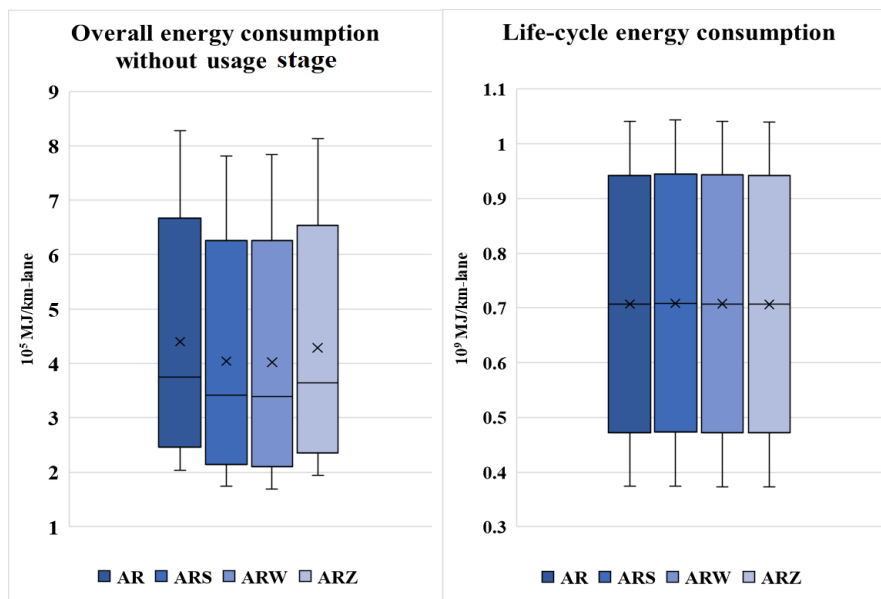 Overall energy consumption
without usage stage
9
8
7
6
5
4
3
2
1
10⁵ MJ/km-lane
AR ARS ARW ARZ
Life-cycle energy consumption
1.1
1
0.9
0.8
0.7
0.6
0.5
0.4
0.3
10⁹ MJ/km-lane
AR ARS ARW ARZ